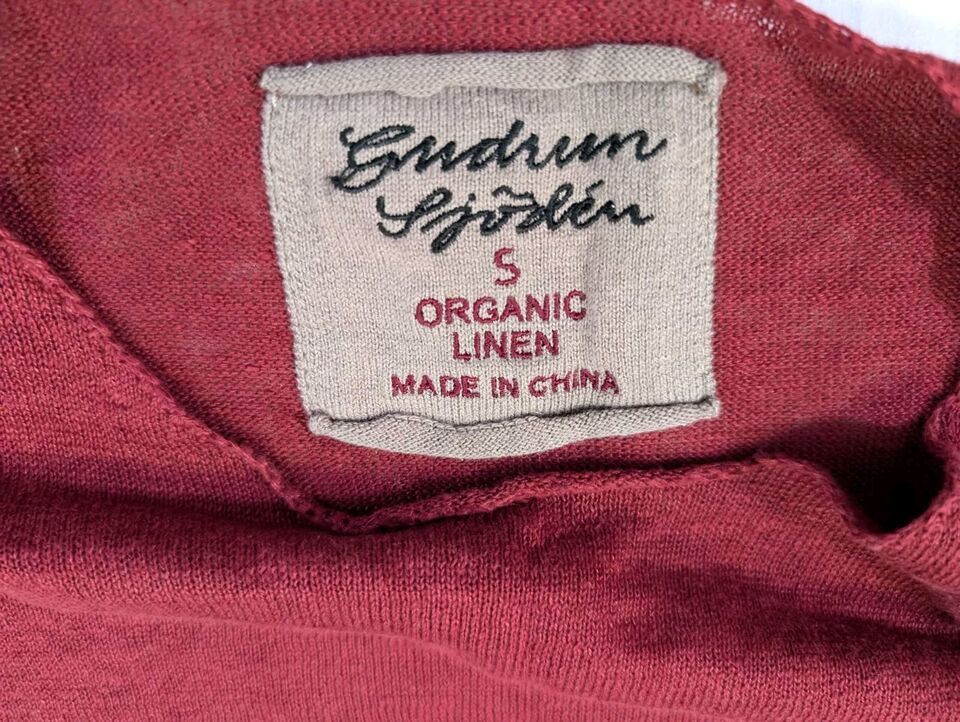 Gudrun
Sjödén
S
ORGANIC
LINEN
MADE IN CHINA